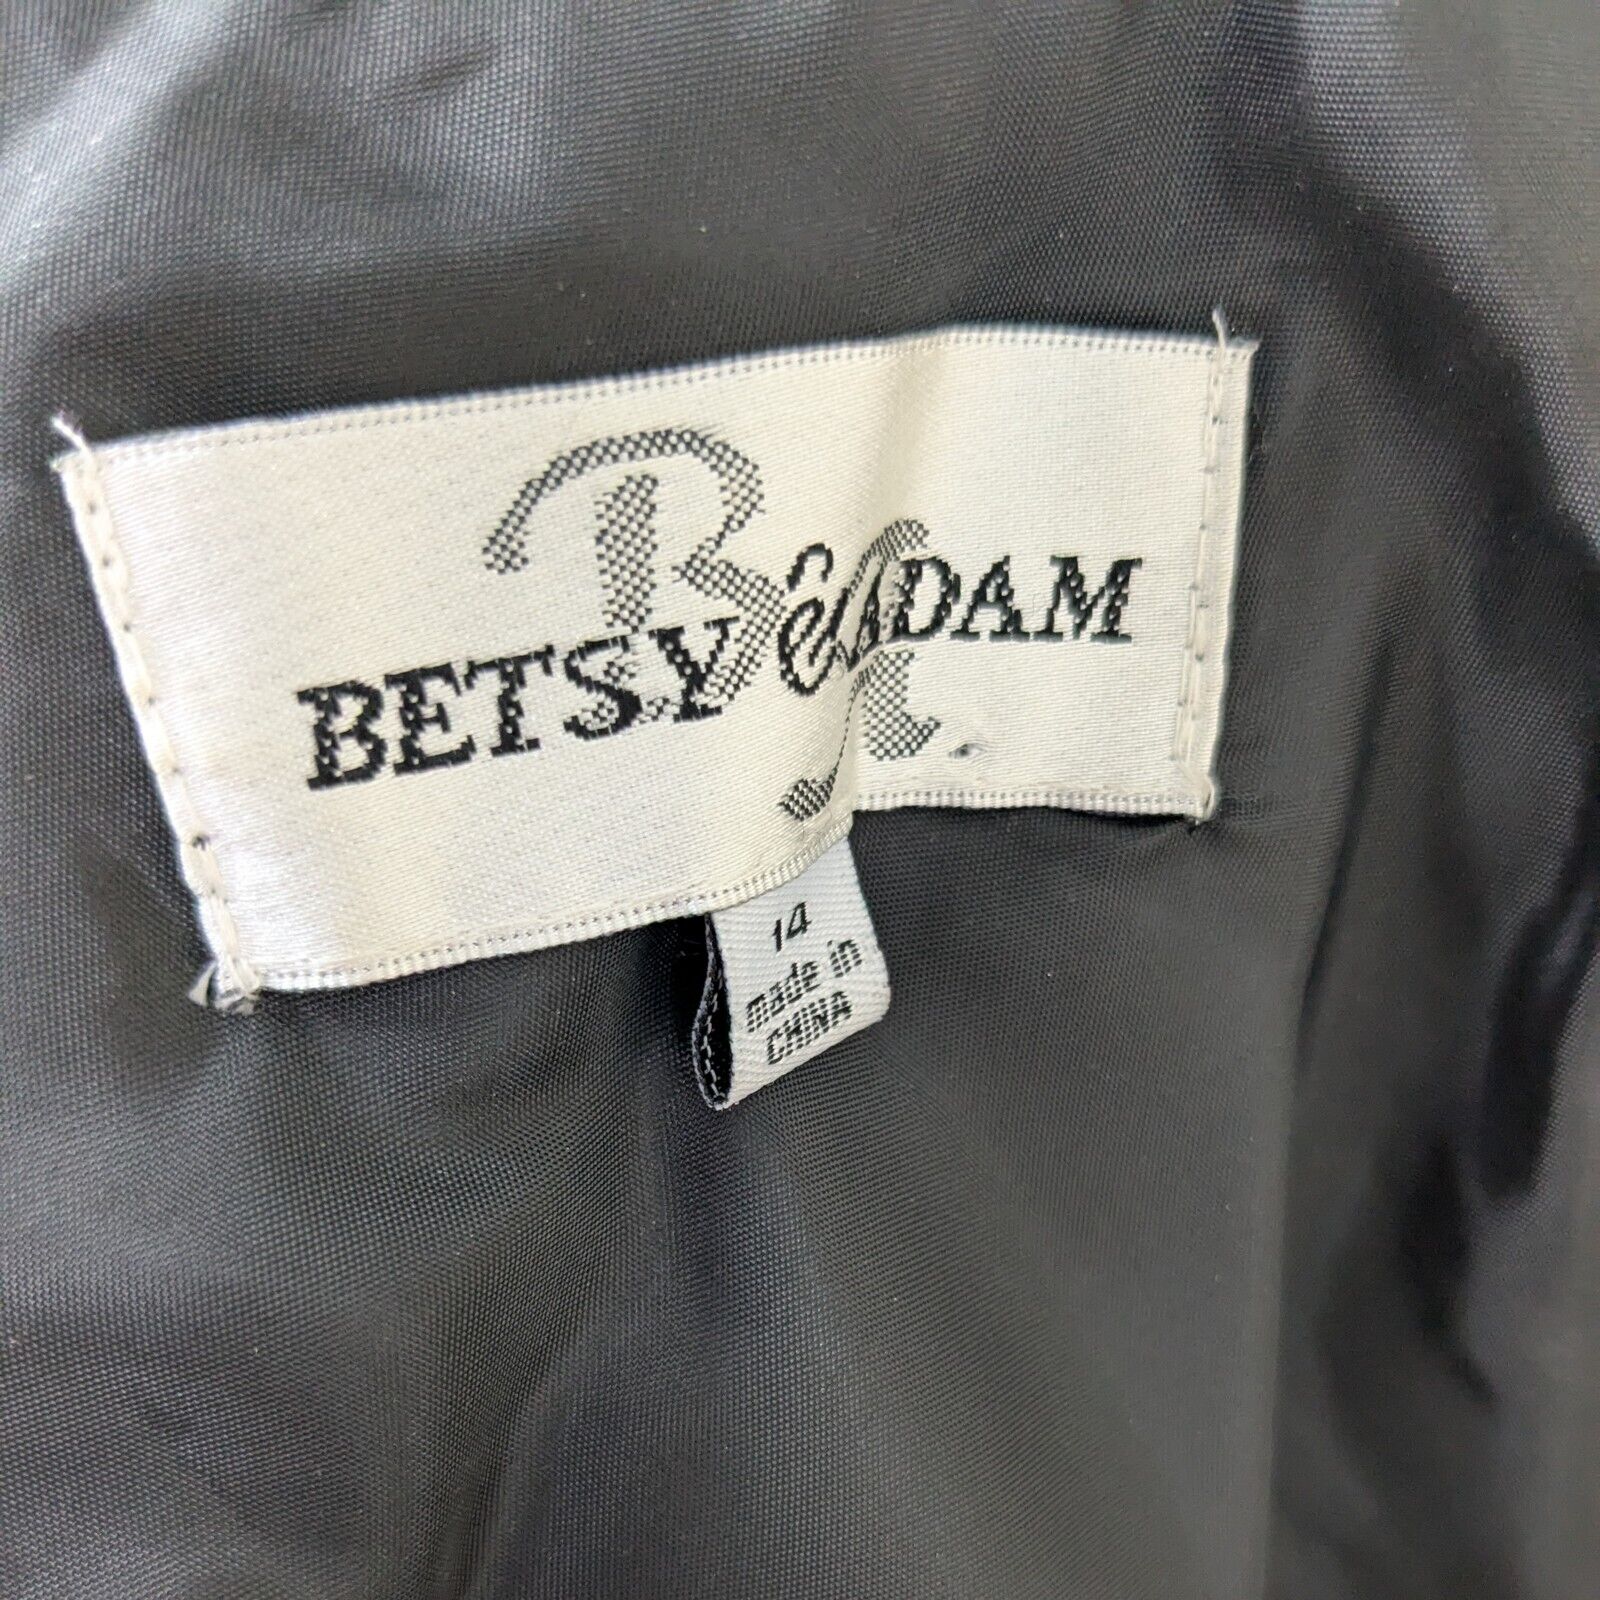 B & A
BETSY & ADAM
14
made in
CHINA